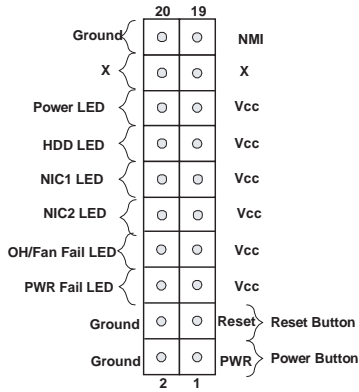 20 19
Ground NMI
X X
Power LED Vcc
HDD LED Vcc
NIC1 LED Vcc
NIC2 LED Vcc
OH/Fan Fail LED Vcc
PWR Fail LED Vcc
Ground Reset Reset Button
Ground PWR Power Button
2 1